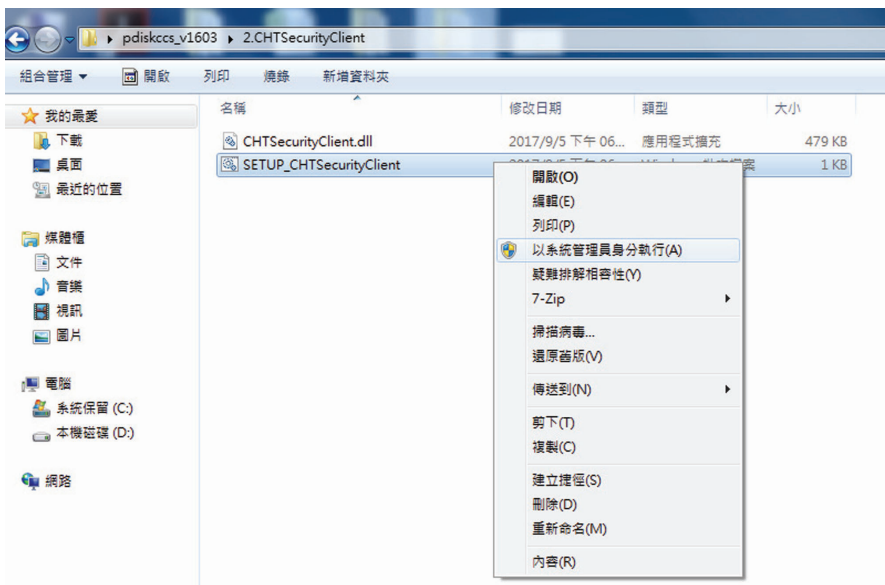 pdiskccs_v1603 ▸ 2.CHTSecurityClient
組合管理 ▼ 開啟 列印 燒錄 新增資料夾
我的最愛
下載
桌面
最近的位置
媒體櫃
文件
音樂
視訊
圖片
電腦
系統保留 (C:)
本機磁碟 (D:)
網路
名稱 修改日期 類型 大小
CHTSecurityClient.dll 2017/9/5 下午 06... 應用程式擴充 479 KB
SETUP_CHTSecurityClient 1 KB
開啟(O)
編輯(E)
列印(P)
以系統管理員身分執行(A)
疑難排解相容性(Y)
7-Zip
掃描病毒...
還原舊版(V)
傳送到(N)
剪下(T)
複製(C)
建立捷徑(S)
刪除(D)
重新命名(M)
內容(R)